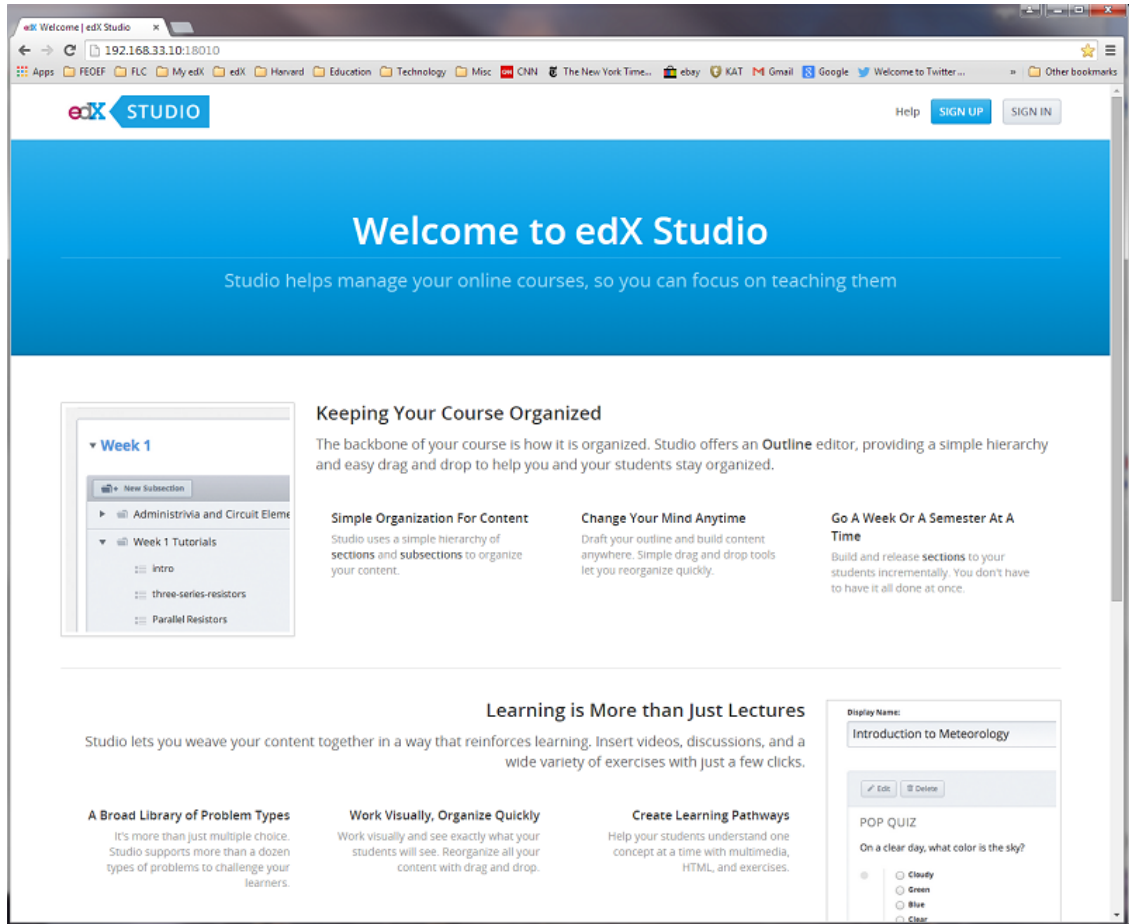 edX Welcome | edX Studio
192.168.33.10:18010
Apps FEOEF FLC My edX edX Harvard Education Technology Misc CNN The New York Time... ebay KAT Gmail Google Welcome to Twitter ... » Other bookmarks
edX STUDIO
Help SIGN UP SIGN IN
Welcome to edX Studio
Studio helps manage your online courses, so you can focus on teaching them
Week 1
New Subsection
Administrivia and Circuit Eleme
Week 1 Tutorials
intro
three-series-resistors
Parallel Resistors
Keeping Your Course Organized
The backbone of your course is how it is organized. Studio offers an Outline editor, providing a simple hierarchy
and easy drag and drop to help you and your students stay organized.
Simple Organization For Content
Studio uses a simple hierarchy of
sections and subsections to organize
your content.
Change Your Mind Anytime
Draft your outline and build content
anywhere. Simple drag and drop tools
let you reorganize quickly.
Go A Week Or A Semester At A
Time
Build and release sections to your
students incrementally. You don't have
to have it all done at once.
Learning is More than Just Lectures
Studio lets you weave your content together in a way that reinforces learning. Insert videos, discussions, and a
wide variety of exercises with just a few clicks.
A Broad Library of Problem Types
It's more than just multiple choice.
Studio supports more than a dozen
types of problems to challenge your
learners.
Work Visually, Organize Quickly
Work visually and see exactly what your
students will see. Reorganize all your
content with drag and drop.
Create Learning Pathways
Help your students understand one
concept at a time with multimedia,
HTML, and exercises.
Display Name:
Introduction to Meteorology
Edit Delete
POP QUIZ
On a clear day, what color is the sky?
Cloudy
Green
Blue
Clear